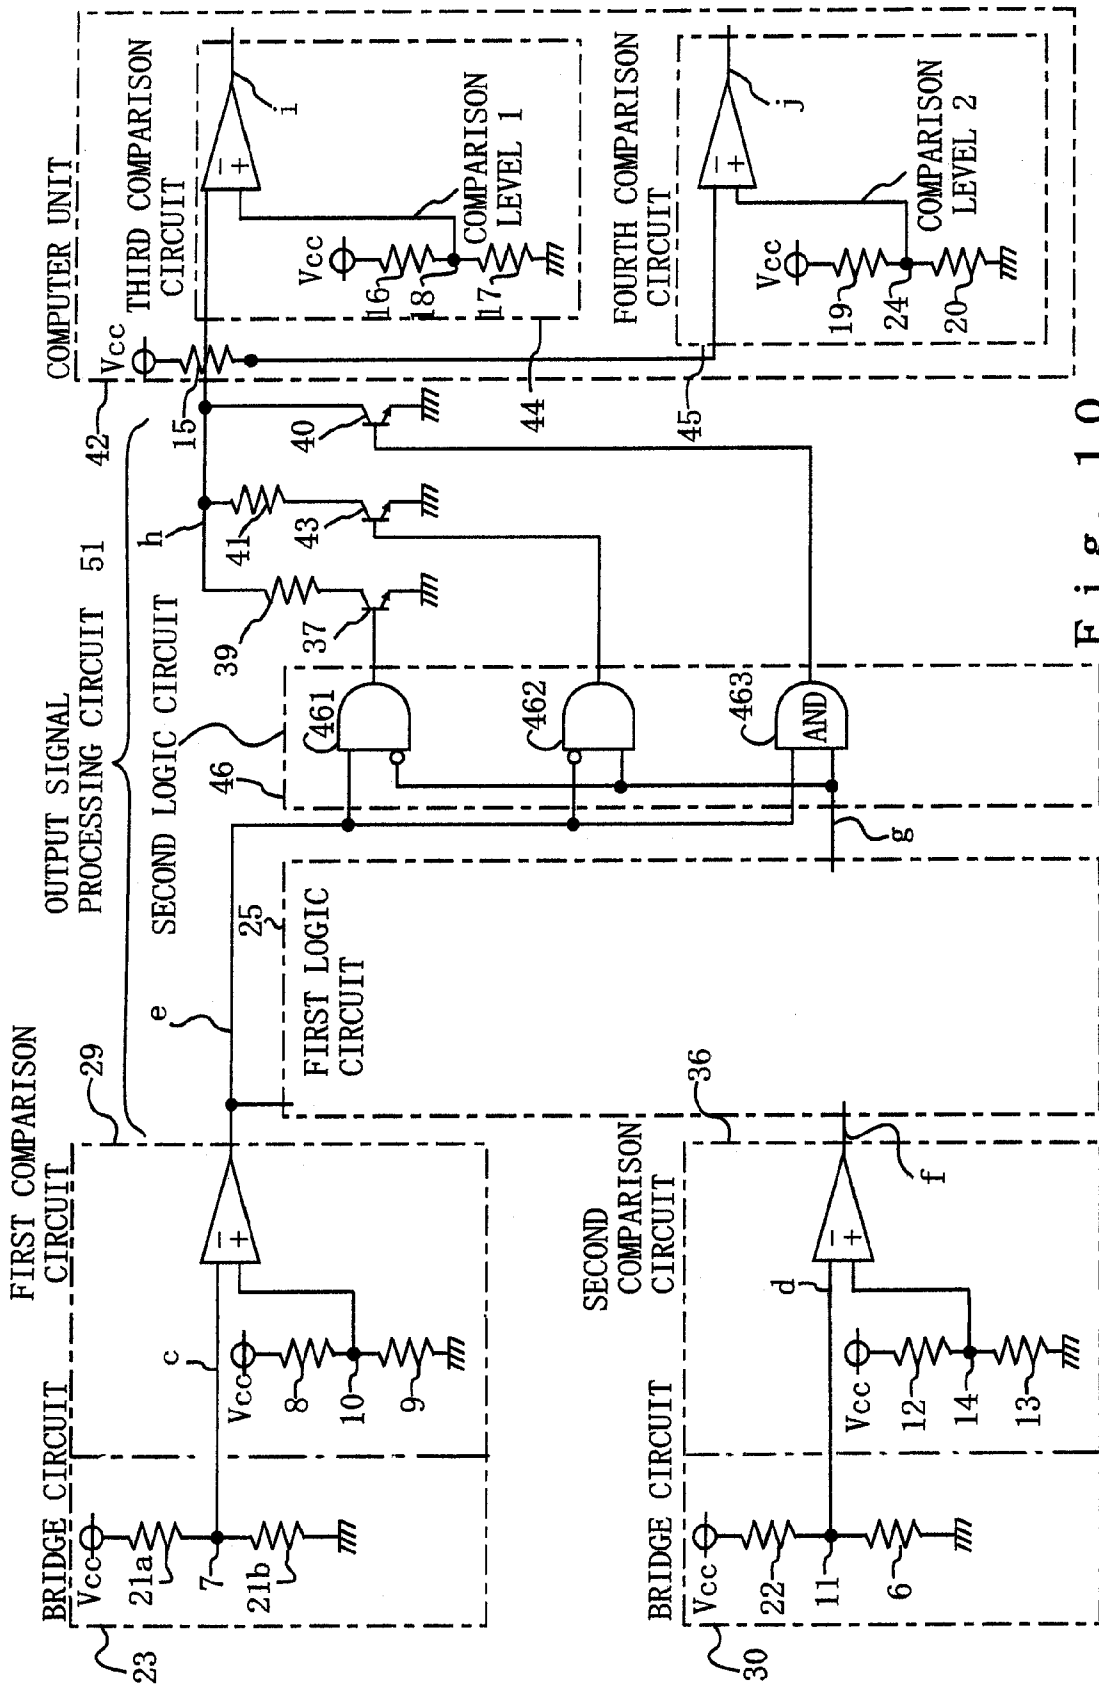 FIRST COMPARISON
CIRCUIT
BRIDGE CIRCUIT
29
Vcc
21a
7
21b
23
c
Vcc
8
10
9
−
+
e
OUTPUT SIGNAL
PROCESSING CIRCUIT 51
SECOND LOGIC CIRCUIT
25
FIRST LOGIC
CIRCUIT
46
461
462
463
AND
g
h
39
37
41
43
40
15
Vcc
42
COMPUTER UNIT
THIRD COMPARISON
CIRCUIT
−
+
i
Vcc
16
18
17
COMPARISON
LEVEL 1
44
FOURTH COMPARISON
CIRCUIT
−
+
j
Vcc
19
24
20
COMPARISON
LEVEL 2
45
SECOND
COMPARISON
CIRCUIT
36
BRIDGE CIRCUIT
Vcc
22
11
6
30
d
Vcc
12
14
13
−
+
f
Fig. 10